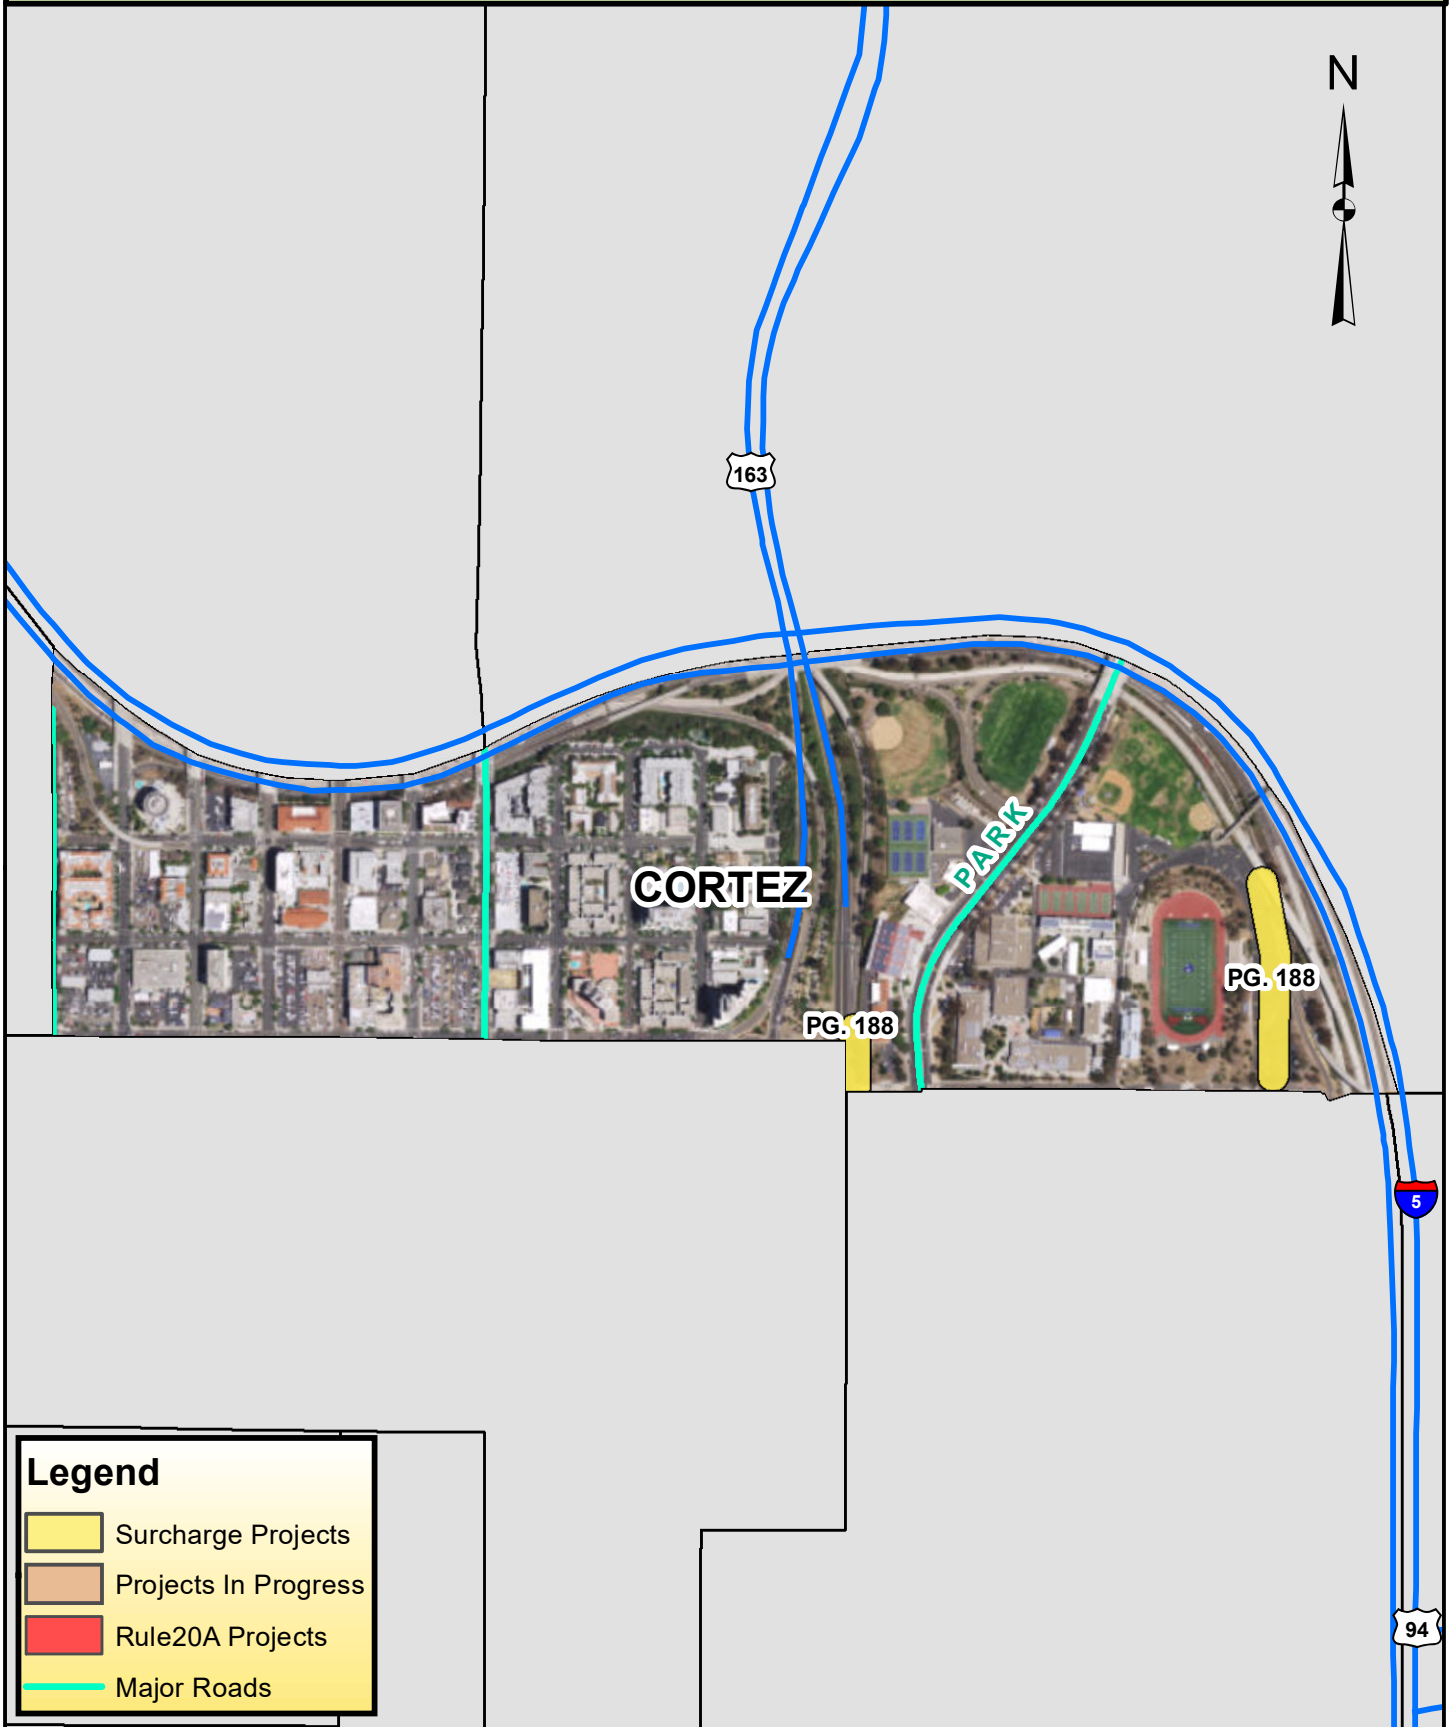 N
163
PARK
CORTEZ
PG. 188
PG. 188
5
Legend
Surcharge Projects
Projects In Progress
Rule20A Projects
Major Roads
94